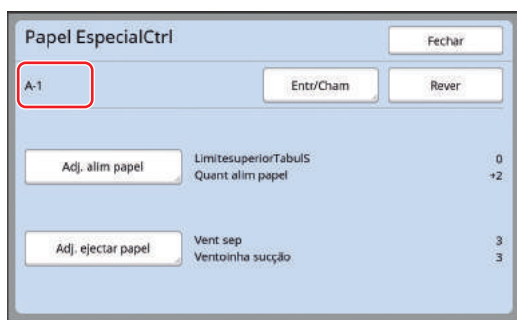 Papel EspecialCtrl
Fechar
A-1
Entr/Cham
Rever
Adj. alim papel
LimitesuperiorTabulS 0
Quant alim papel +2
Adj. ejectar papel
Vent sep 3
Ventoinha sucção 3